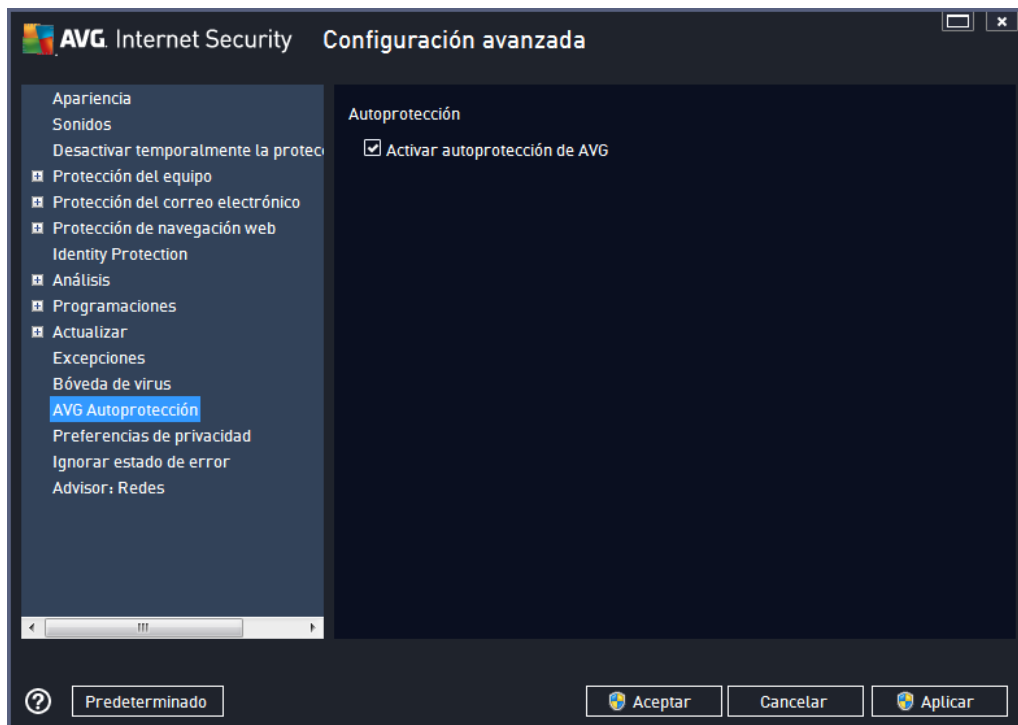 AVG. Internet Security Configuración avanzada
Apariencia
Sonidos
Desactivar temporalmente la protec
Protección del equipo
Protección del correo electrónico
Protección de navegación web
Identity Protection
Análisis
Programaciones
Actualizar
Excepciones
Bóveda de virus
AVG Autoprotección
Preferencias de privacidad
Ignorar estado de error
Advisor: Redes
Autoprotección
Activar autoprotección de AVG
Predeterminado
Aceptar
Cancelar
Aplicar